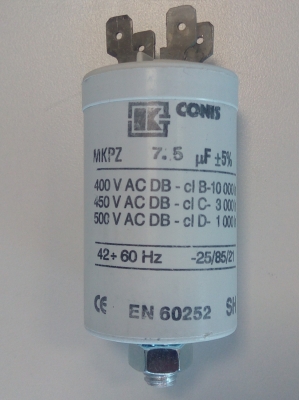 K CONIS
MKPZ 7.5 µF ±5%
400 V AC DB - cl B-10 000
450 V AC DB - cl C- 3 000
500 V AC DB - cl D- 1 000
42÷60 Hz -25/85/21
CE EN 60252 SH